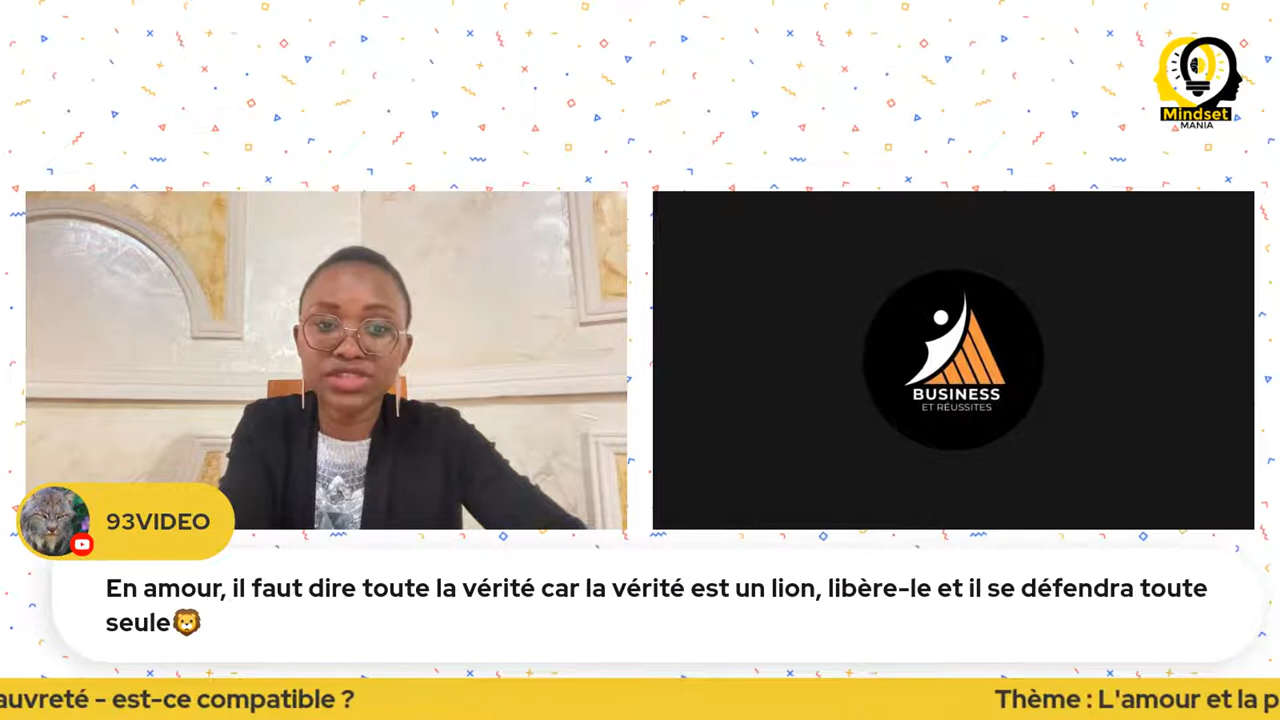 Mindset
MANIA
BUSINESS
ET RÉUSSITES
93VIDEO
En amour, il faut dire toute la vérité car la vérité est un lion, libère-le et il se défendra toute
seule🦁
auvreté - est-ce compatible ?
Thème : L'amour et la p